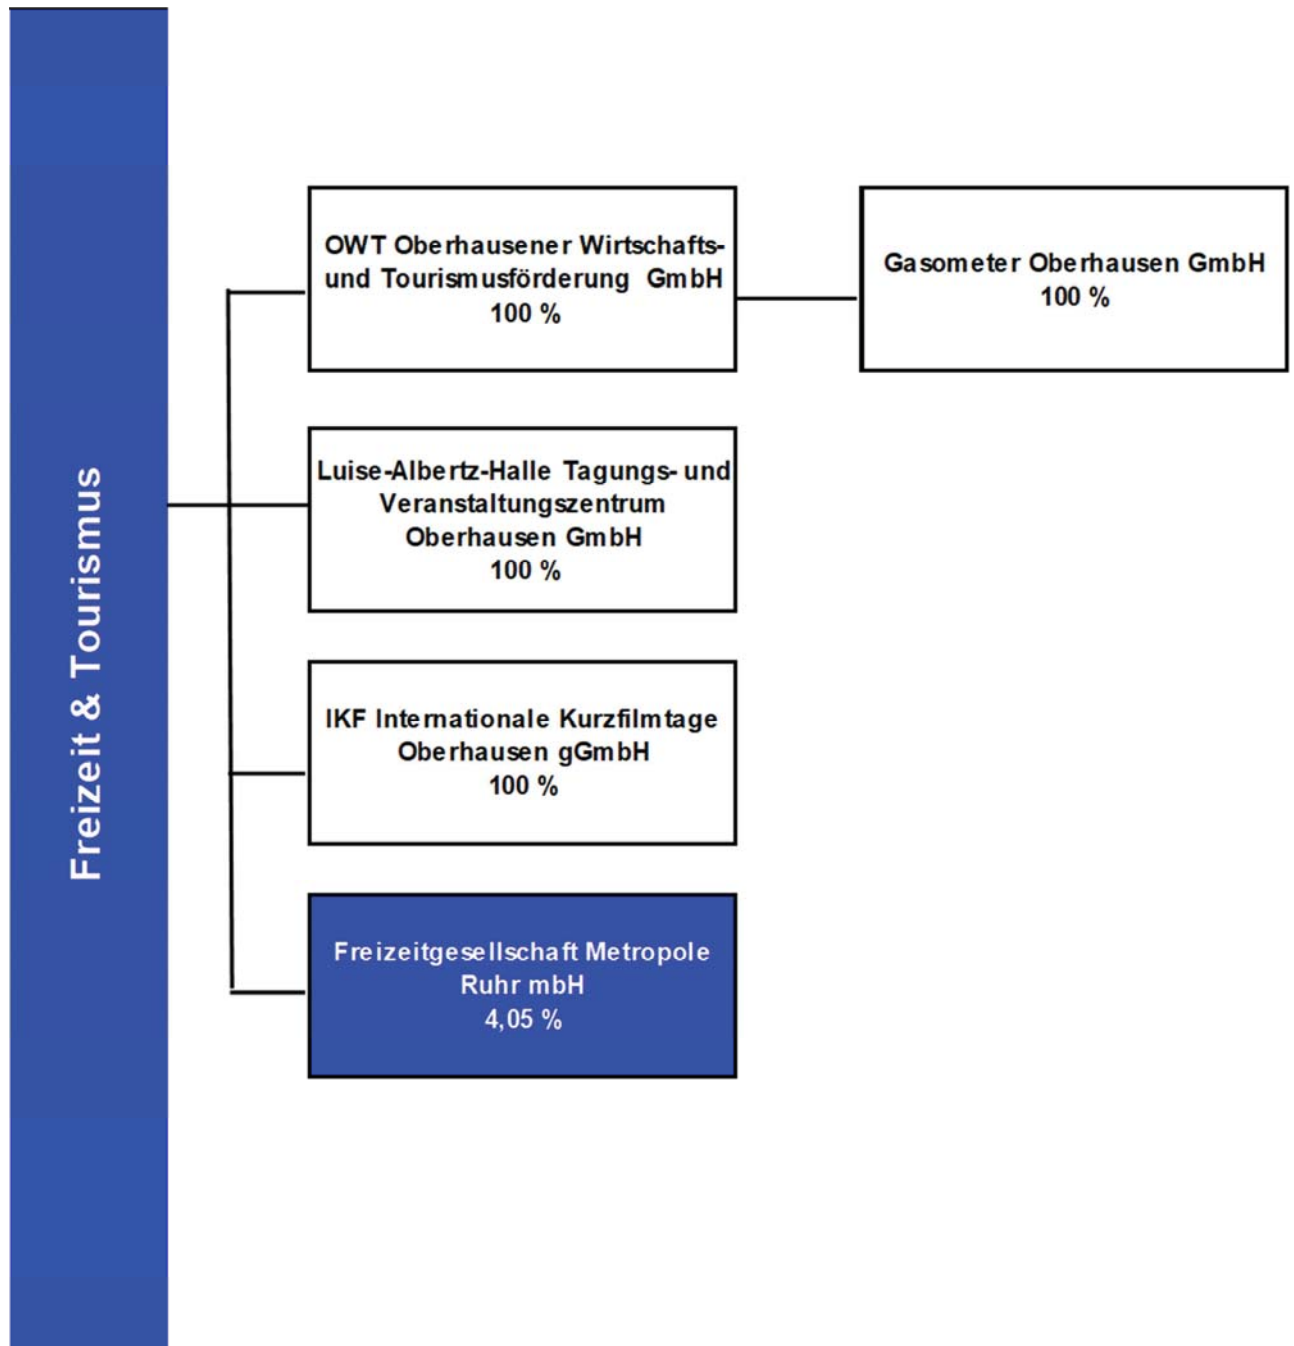 Freizeit & Tourismus
OWT Oberhausener Wirtschafts-
und Tourismusförderung GmbH
100 %
Gasometer Oberhausen GmbH
100 %
Luise-Albertz-Halle Tagungs- und
Veranstaltungszentrum
Oberhausen GmbH
100 %
IKF Internationale Kurzfilmtage
Oberhausen gGmbH
100 %
Freizeitgesellschaft Metropole
Ruhr mbH
4,05 %